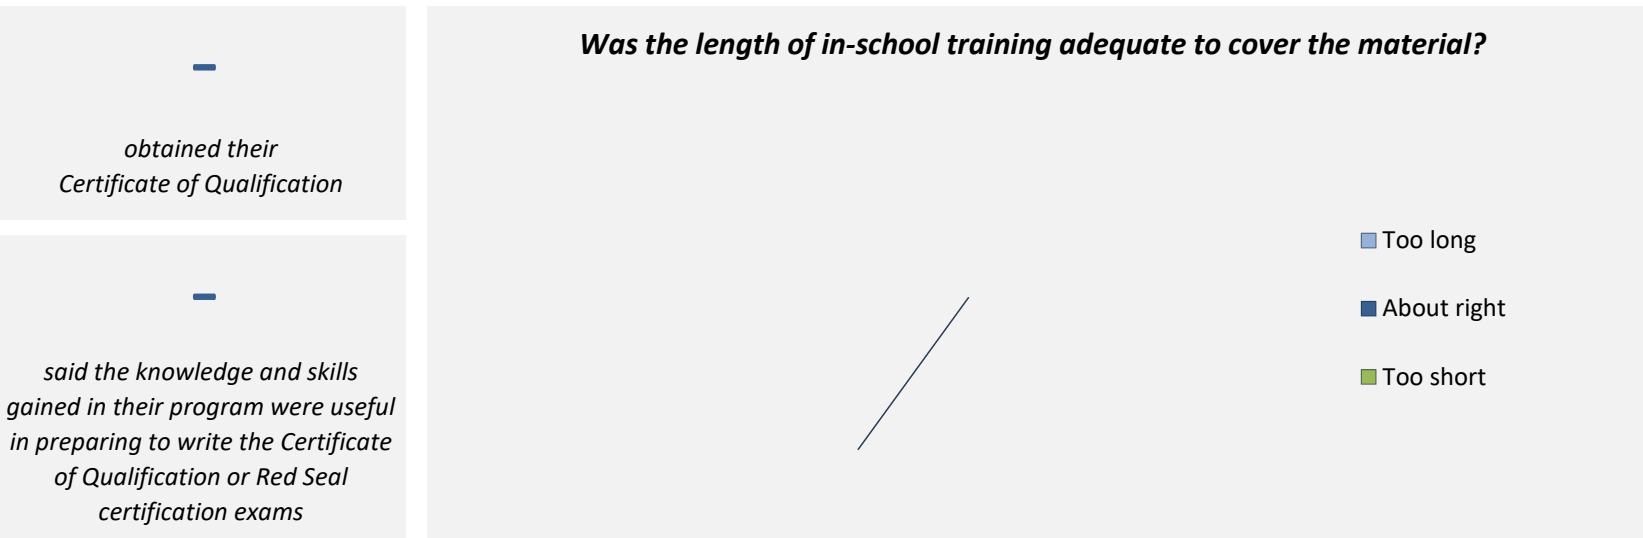 -
obtained their
Certificate of Qualification
-
said the knowledge and skills
gained in their program were useful
in preparing to write the Certificate
of Qualification or Red Seal
certification exams
Was the length of in-school training adequate to cover the material?
Too long
About right
Too short